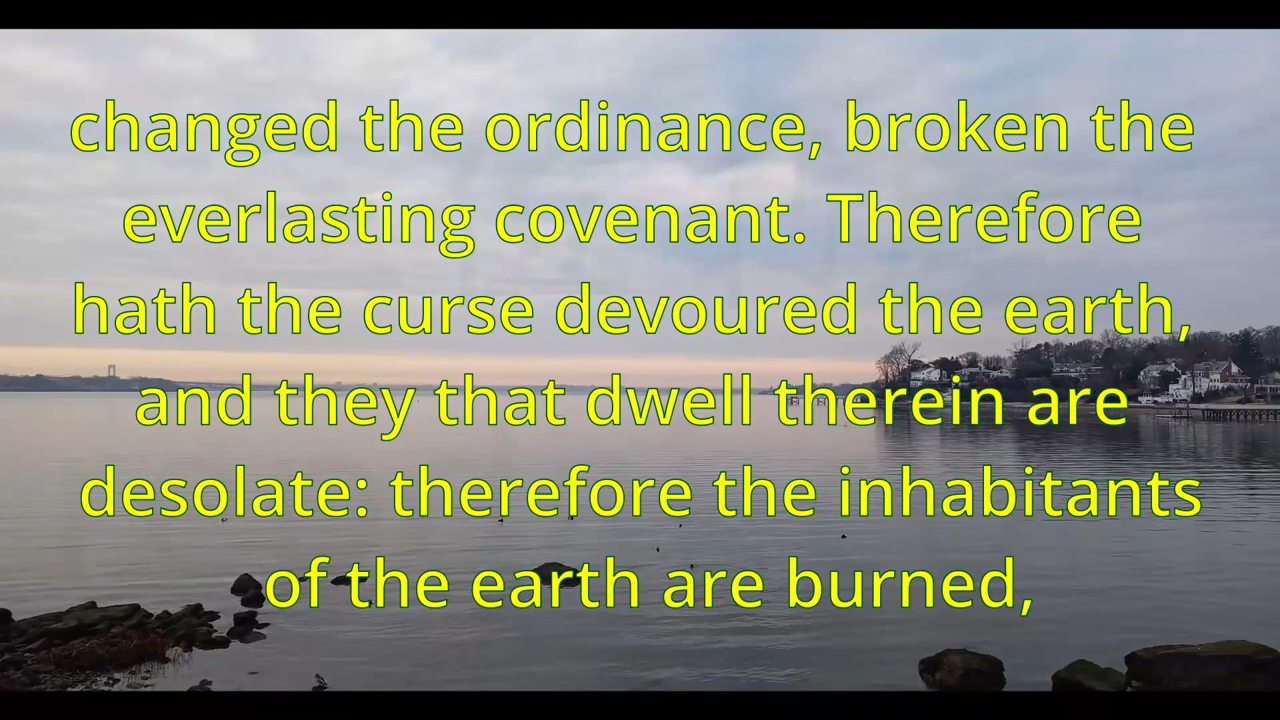 changed the ordinance, broken the
everlasting covenant. Therefore
hath the curse devoured the earth,
and they that dwell therein are
desolate: therefore the inhabitants
of the earth are burned,